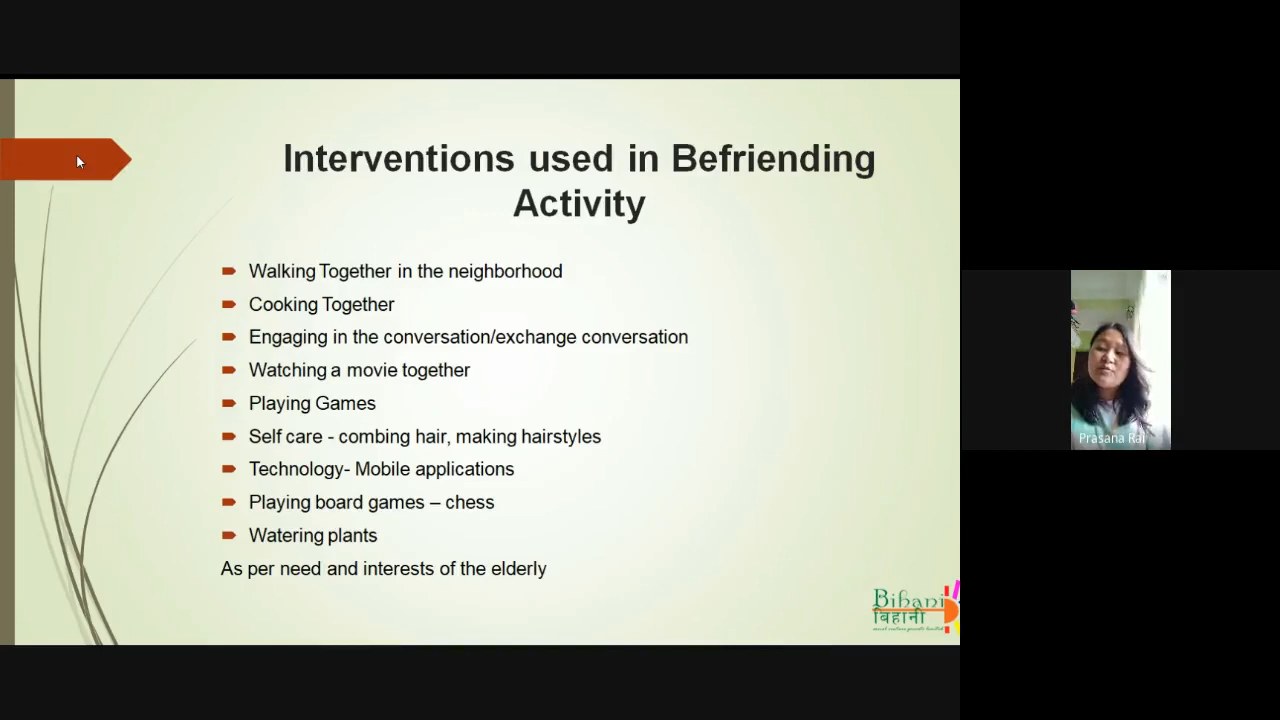 Interventions used in Befriending
Activity
Walking Together in the neighborhood
Cooking Together
Engaging in the conversation/exchange conversation
Watching a movie together
Playing Games
Self care - combing hair, making hairstyles
Technology- Mobile applications
Playing board games – chess
Watering plants
As per need and interests of the elderly
Bihani
बिहानी
Prasana Rai